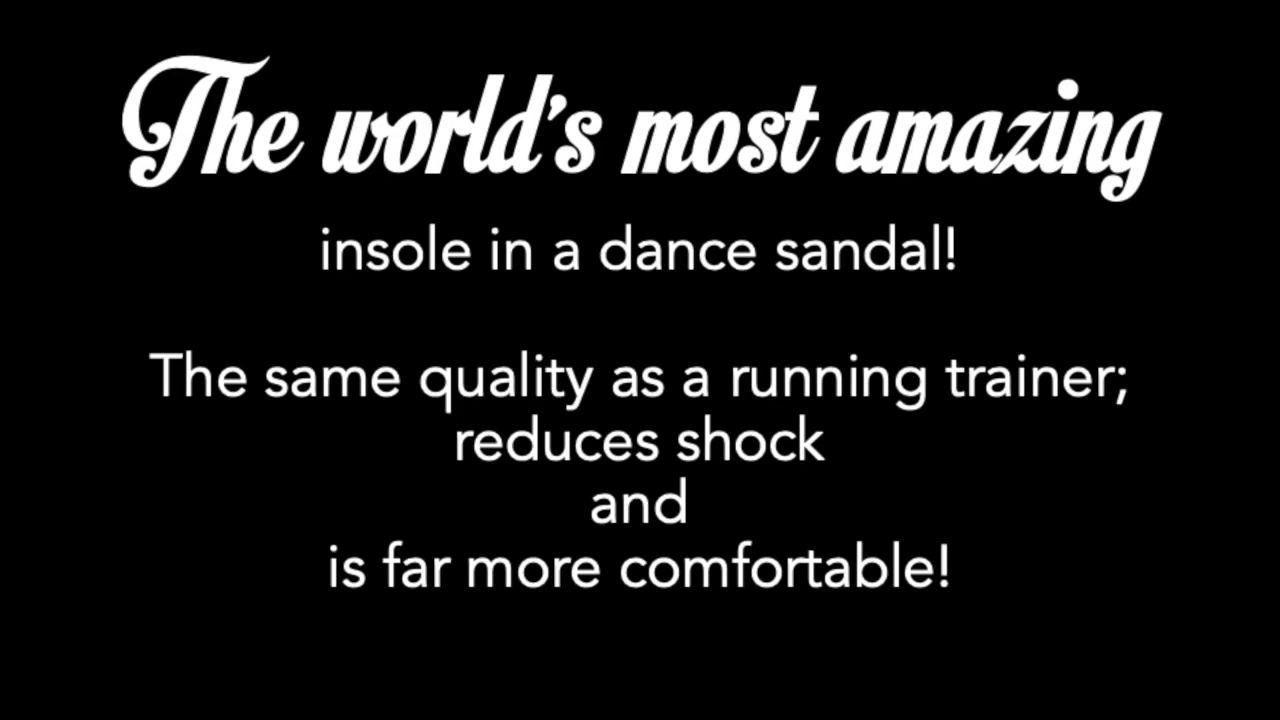 The world's most amazing
insole in a dance sandal!
The same quality as a running trainer;
reduces shock
and
is far more comfortable!